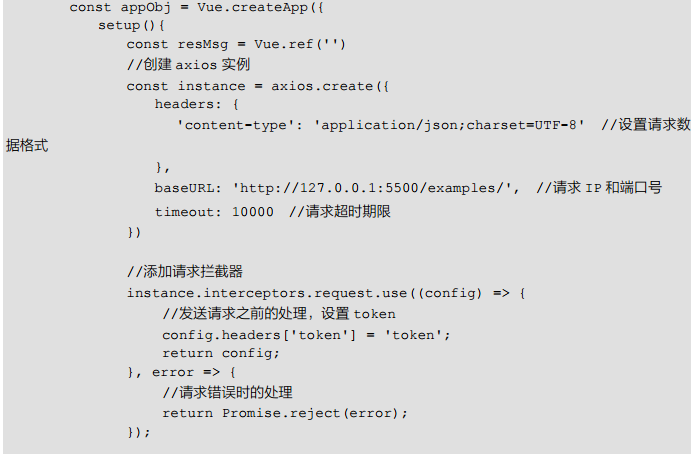 const appObj = Vue.createApp({
setup(){
const resMsg = Vue.ref('')
//创建 axios 实例
const instance = axios.create({
headers: {
'content-type': 'application/json;charset=UTF-8' //设置请求数
据格式
},
baseURL: 'http://127.0.0.1:5500/examples/', //请求 IP 和端口号
timeout: 10000 //请求超时期限
})
//添加请求拦截器
instance.interceptors.request.use((config) => {
//发送请求之前的处理，设置 token
config.headers['token'] = 'token';
return config;
}, error => {
//请求错误时的处理
return Promise.reject(error);
});